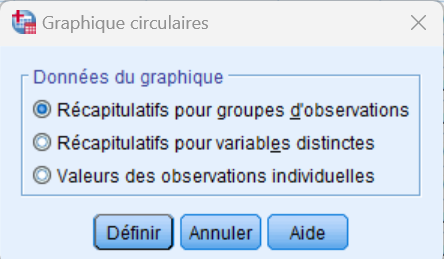 Graphique circulaires
Données du graphique
Récapitulatifs pour groupes d'observations
Récapitulatifs pour variables distinctes
Valeurs des observations individuelles
Définir Annuler Aide